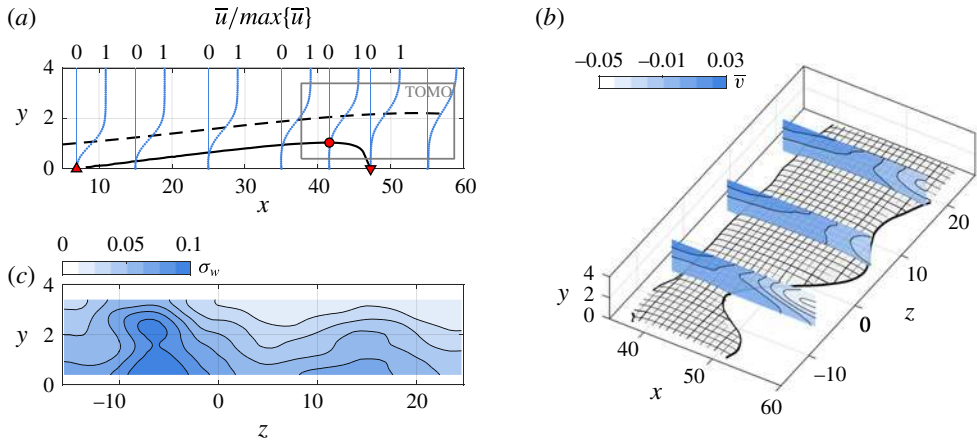 (a)
u̅/max{u̅}
0 1 0 1 0 1 0 1 0 1 0 1
4
2
0
y
TOMO
10 20 30 40 50 60
x
(b)
−0.05 −0.01 0.03
v̅
4
2
0
y
40
50
60
x
−10
0
0
10
20
z
(c)
0 0.05 0.1
σw
4
2
0
y
−10 0 10 20
z